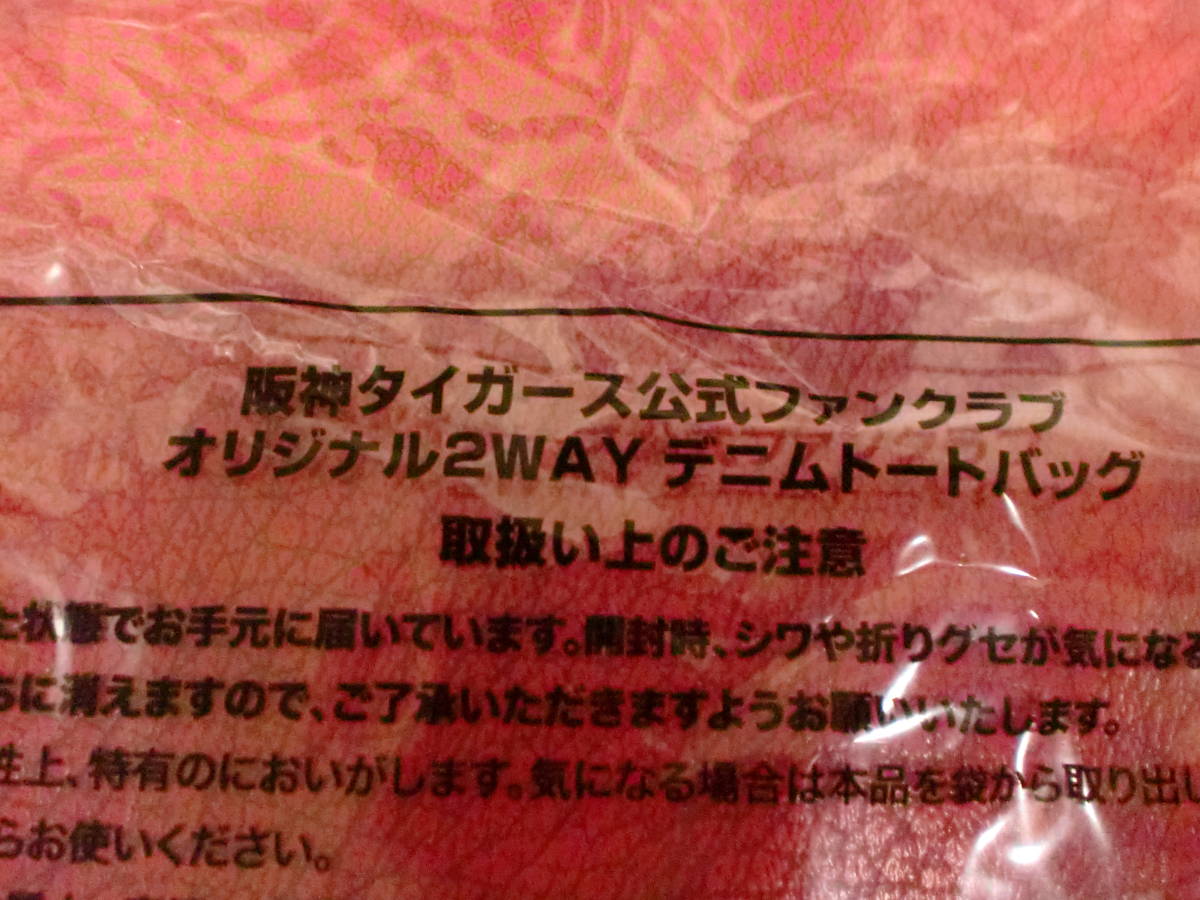 阪神タイガース公式ファンクラブ
オリジナル2WAY デニムトートバッグ
取扱い上のご注意
た状態でお手元に届いています。開封時、シワや折りグセが気になる
ちに消えますので、ご了承いただきますようお願いいたします。
性上、特有のにおいがします。気になる場合は本品を袋から取り出し
らお使いください。